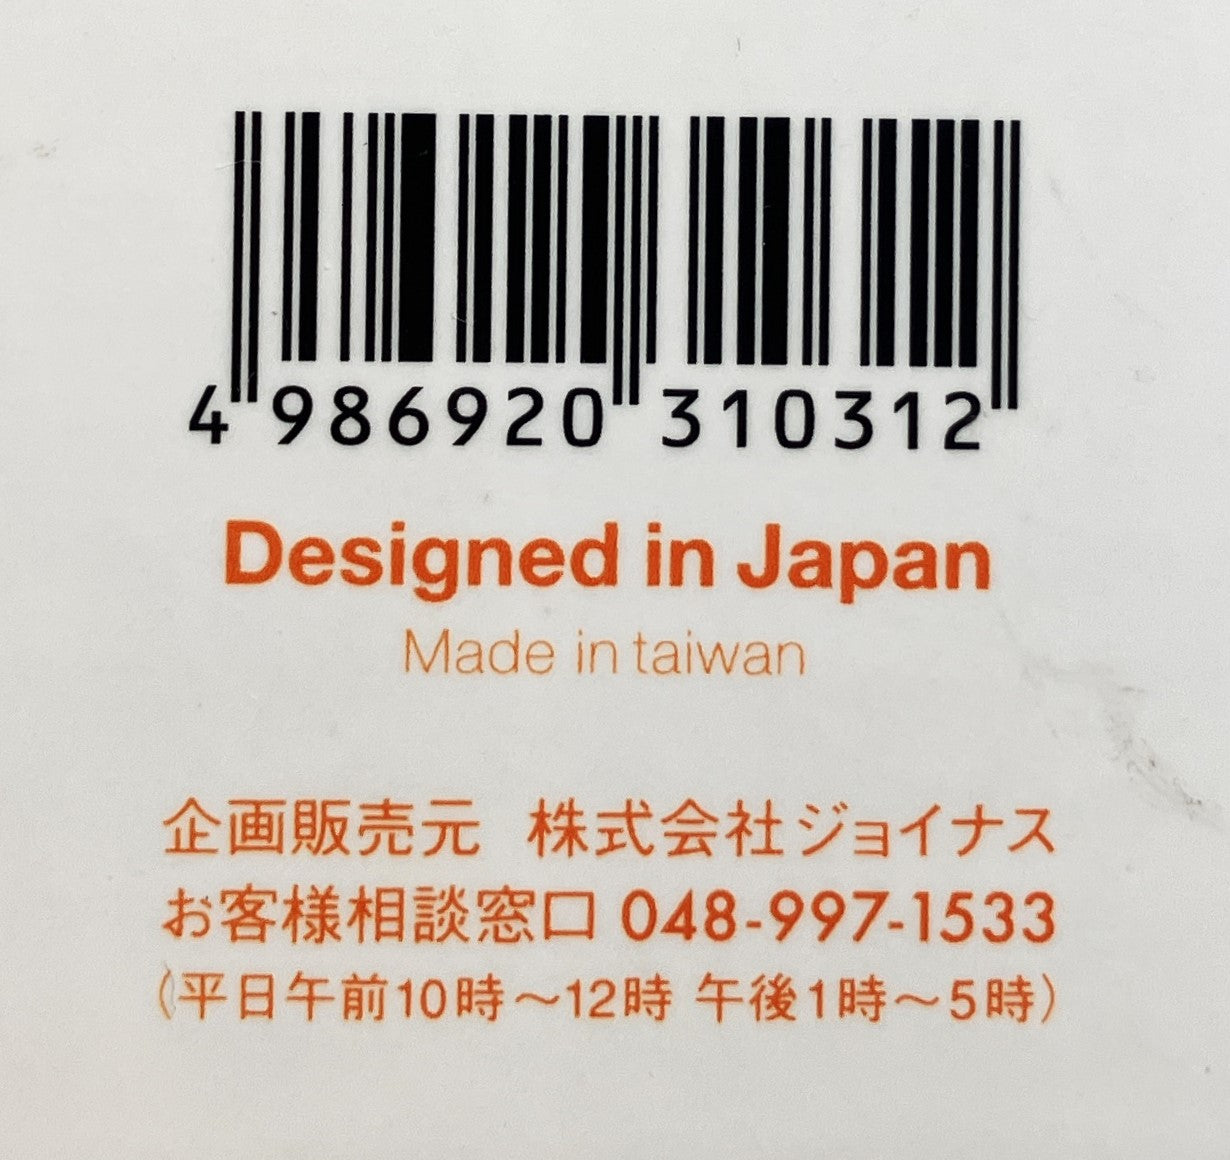 4 986920 310312
Designed in Japan
Made in taiwan
企画販売元 株式会社ジョイナス
お客様相談窓口 048-997-1533
（平日午前10時～12時 午後1時～5時）